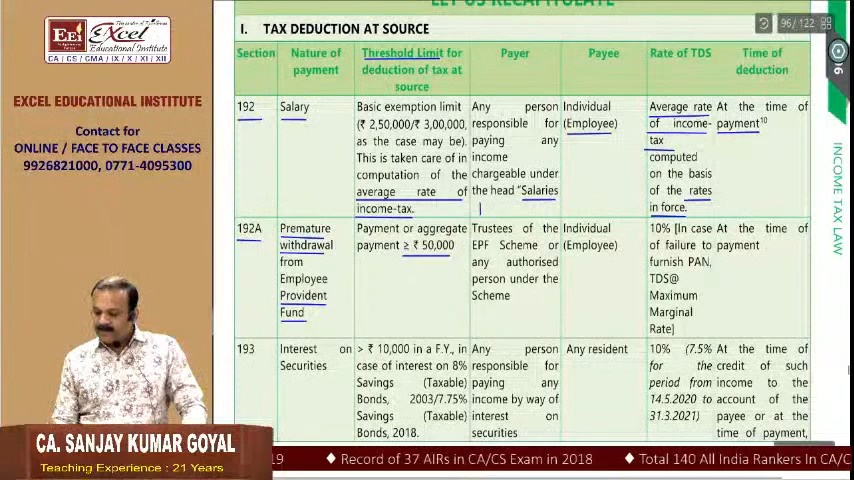 LET US RECAPITULATE
I. TAX DEDUCTION AT SOURCE
96/122
Section
Nature of payment
Threshold Limit for deduction of tax at source
Payer
Payee
Rate of TDS
Time of deduction
192
Salary
Basic exemption limit
(₹ 2,50,000/₹ 3,00,000,
as the case may be).
This is taken care of in
computation of the
average rate of
income-tax.
Any person
responsible for
paying any
income
chargeable under
the head "Salaries
Individual
(Employee)
Average rate
of income-
tax
computed
on the basis
of the rates
in force.
At the time of
payment10
192A
Premature
withdrawal
from
Employee
Provident
Fund
Payment or aggregate
payment ≥ ₹ 50,000
Trustees of the
EPF Scheme or
any authorised
person under the
Scheme
Individual
(Employee)
10% [In case
of failure to
furnish PAN,
TDS@
Maximum
Marginal
Rate]
At the time of
payment
193
Interest on
Securities
> ₹ 10,000 in a F.Y., in
case of interest on 8%
Savings (Taxable)
Bonds, 2003/7.75%
Savings (Taxable)
Bonds, 2018.
Any person
responsible for
paying any
income by way of
interest on
securities
Any resident
10% (7.5%
for the
period from
14.5.2020 to
31.3.2021)
At the time of
credit of such
income to the
account of the
payee or at the
time of payment,
INCOME TAX LAW
EEi
Excel
Educational Institute
CA / CS / CMA / IX / X / XI / XII
EXCEL EDUCATIONAL INSTITUTE
Contact for
ONLINE / FACE TO FACE CLASSES
9926821000, 0771-4095300
CA. SANJAY KUMAR GOYAL
Teaching Experience : 21 Years
19 ♦ Record of 37 AIRs in CA/CS Exam in 2018 ♦ Total 140 All India Rankers In CA/C